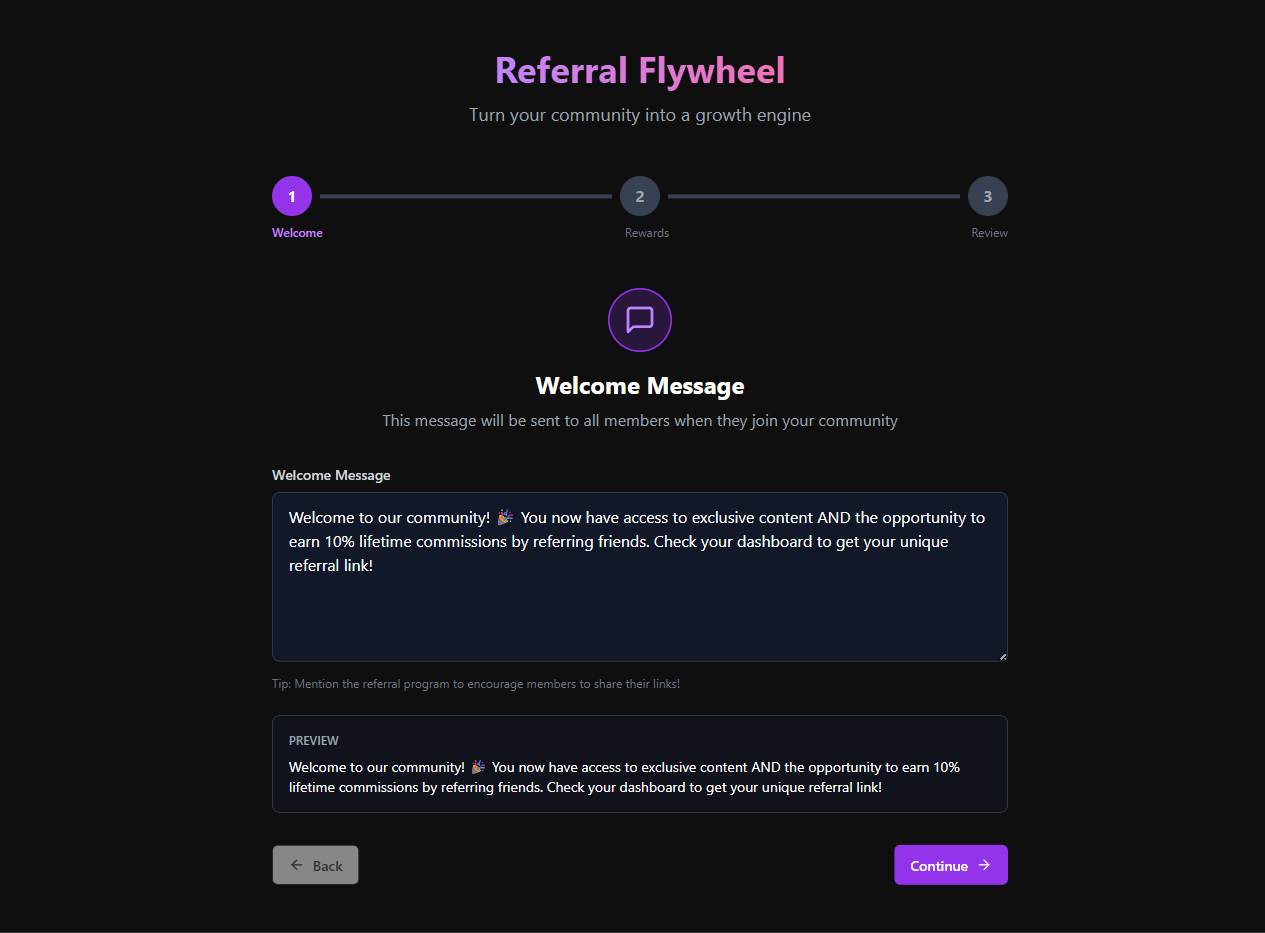 Referral Flywheel
Turn your community into a growth engine
1
2
3
Welcome
Rewards
Review
Welcome Message
This message will be sent to all members when they join your community
Welcome Message
Welcome to our community! 🎉 You now have access to exclusive content AND the opportunity to
earn 10% lifetime commissions by referring friends. Check your dashboard to get your unique
referral link!
Tip: Mention the referral program to encourage members to share their links!
PREVIEW
Welcome to our community! 🎉 You now have access to exclusive content AND the opportunity to earn 10%
lifetime commissions by referring friends. Check your dashboard to get your unique referral link!
← Back
Continue →